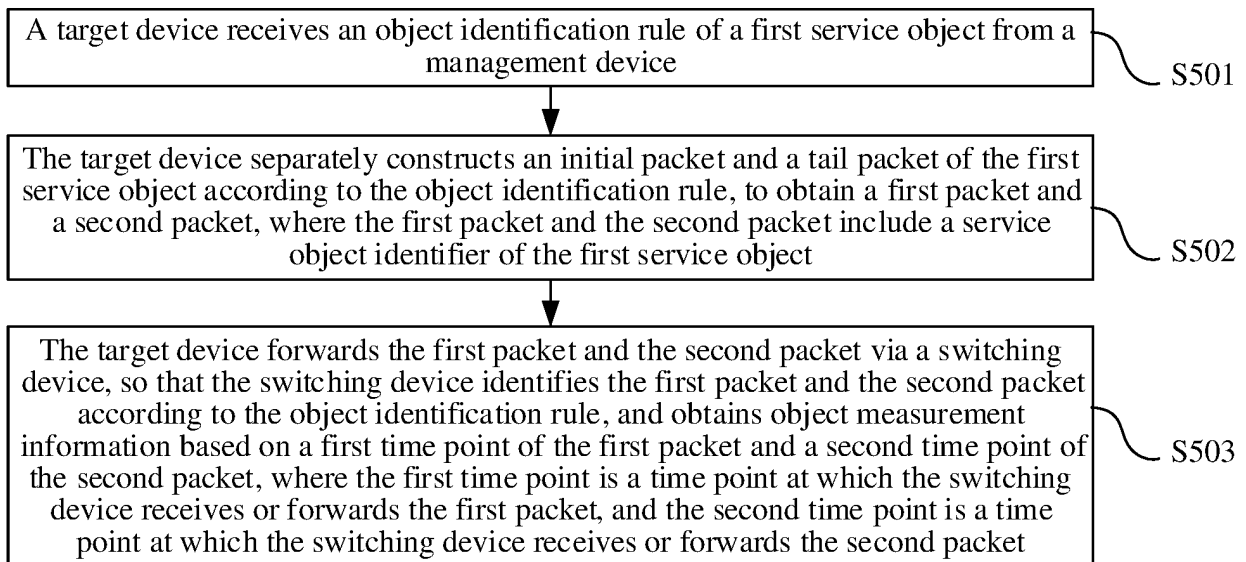 A target device receives an object identification rule of a first service object from a
management device
S501
The target device separately constructs an initial packet and a tail packet of the first
service object according to the object identification rule, to obtain a first packet and
a second packet, where the first packet and the second packet include a service
object identifier of the first service object
S502
The target device forwards the first packet and the second packet via a switching
device, so that the switching device identifies the first packet and the second packet
according to the object identification rule, and obtains object measurement
information based on a first time point of the first packet and a second time point of
the second packet, where the first time point is a time point at which the switching
device receives or forwards the first packet, and the second time point is a time
point at which the switching device receives or forwards the second packet
S503